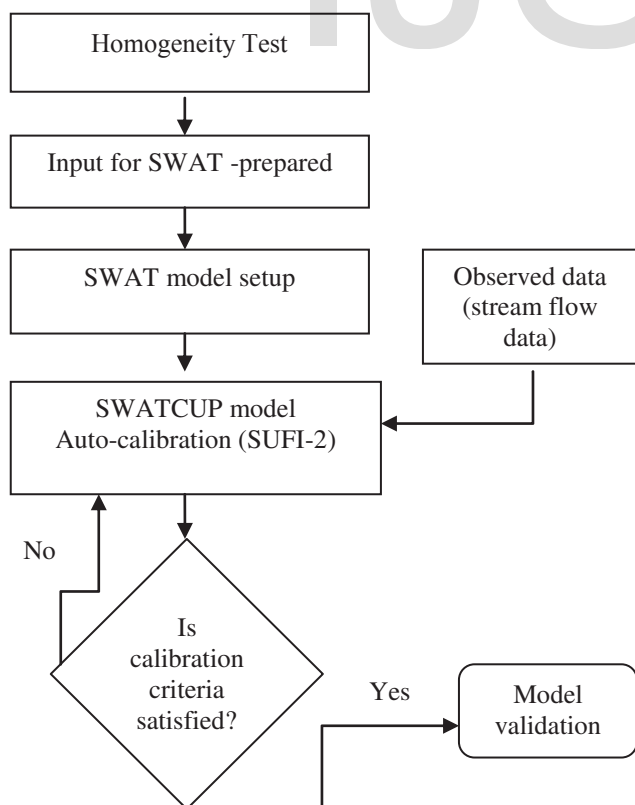 Homogeneity Test
Input for SWAT -prepared
SWAT model setup
Observed data
(stream flow
data)
SWATCUP model
Auto-calibration (SUFI-2)
No
Is
calibration
criteria
satisfied?
Yes
Model
validation